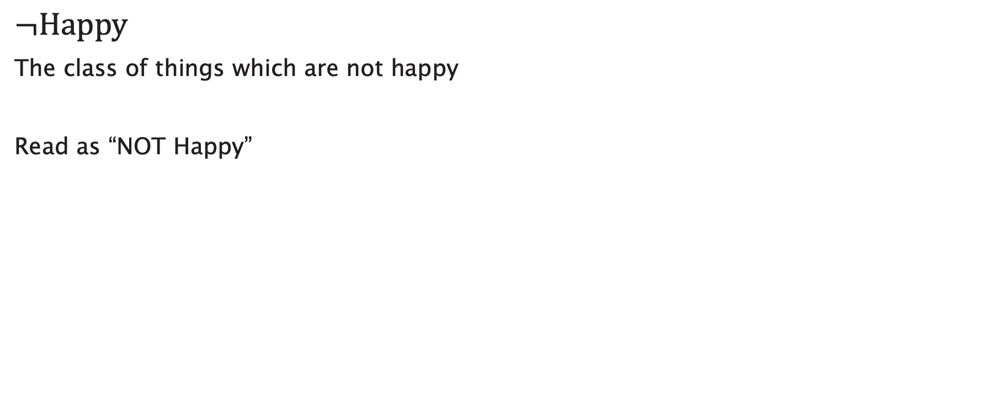 ¬Happy
The class of things which are not happy
Read as “NOT Happy”